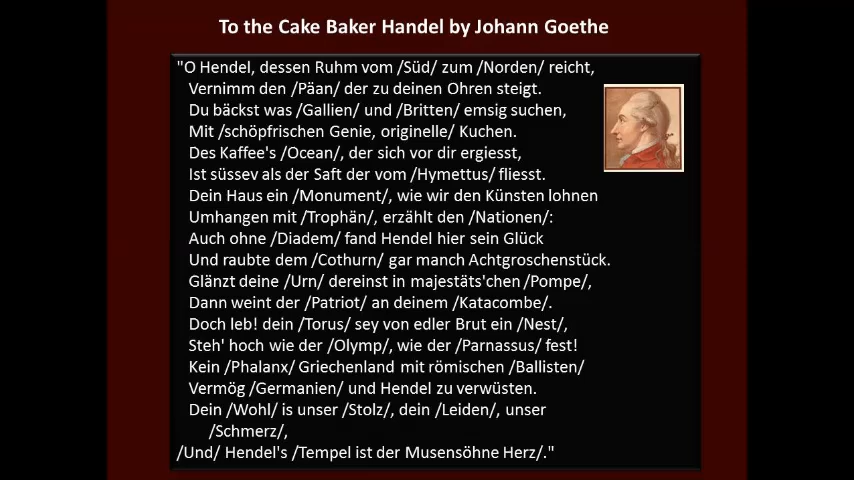 To the Cake Baker Handel by Johann Goethe
"O Hendel, dessen Ruhm vom /Süd/ zum /Norden/ reicht,
Vernimm den /Päan/ der zu deinen Ohren steigt.
Du bäckst was /Gallien/ und /Britten/ emsig suchen,
Mit /schöpfrischen Genie, originelle/ Kuchen.
Des Kaffee's /Ocean/, der sich vor dir ergiesst,
Ist süssev als der Saft der vom /Hymettus/ fliesst.
Dein Haus ein /Monument/, wie wir den Künsten lohnen
Umhangen mit /Trophän/, erzählt den /Nationen/:
Auch ohne /Diadem/ fand Hendel hier sein Glück
Und raubte dem /Cothurn/ gar manch Achtgroschenstück.
Glänzt deine /Urn/ dereinst in majestäts'chen /Pompe/,
Dann weint der /Patriot/ an deinem /Katacombe/.
Doch leb! dein /Torus/ sey von edler Brut ein /Nest/,
Steh' hoch wie der /Olymp/, wie der /Parnassus/ fest!
Kein /Phalanx/ Griechenland mit römischen /Ballisten/
Vermög /Germanien/ und Hendel zu verwüsten.
Dein /Wohl/ is unser /Stolz/, dein /Leiden/, unser
/Schmerz/,
/Und/ Hendel's /Tempel ist der Musensöhne Herz/."